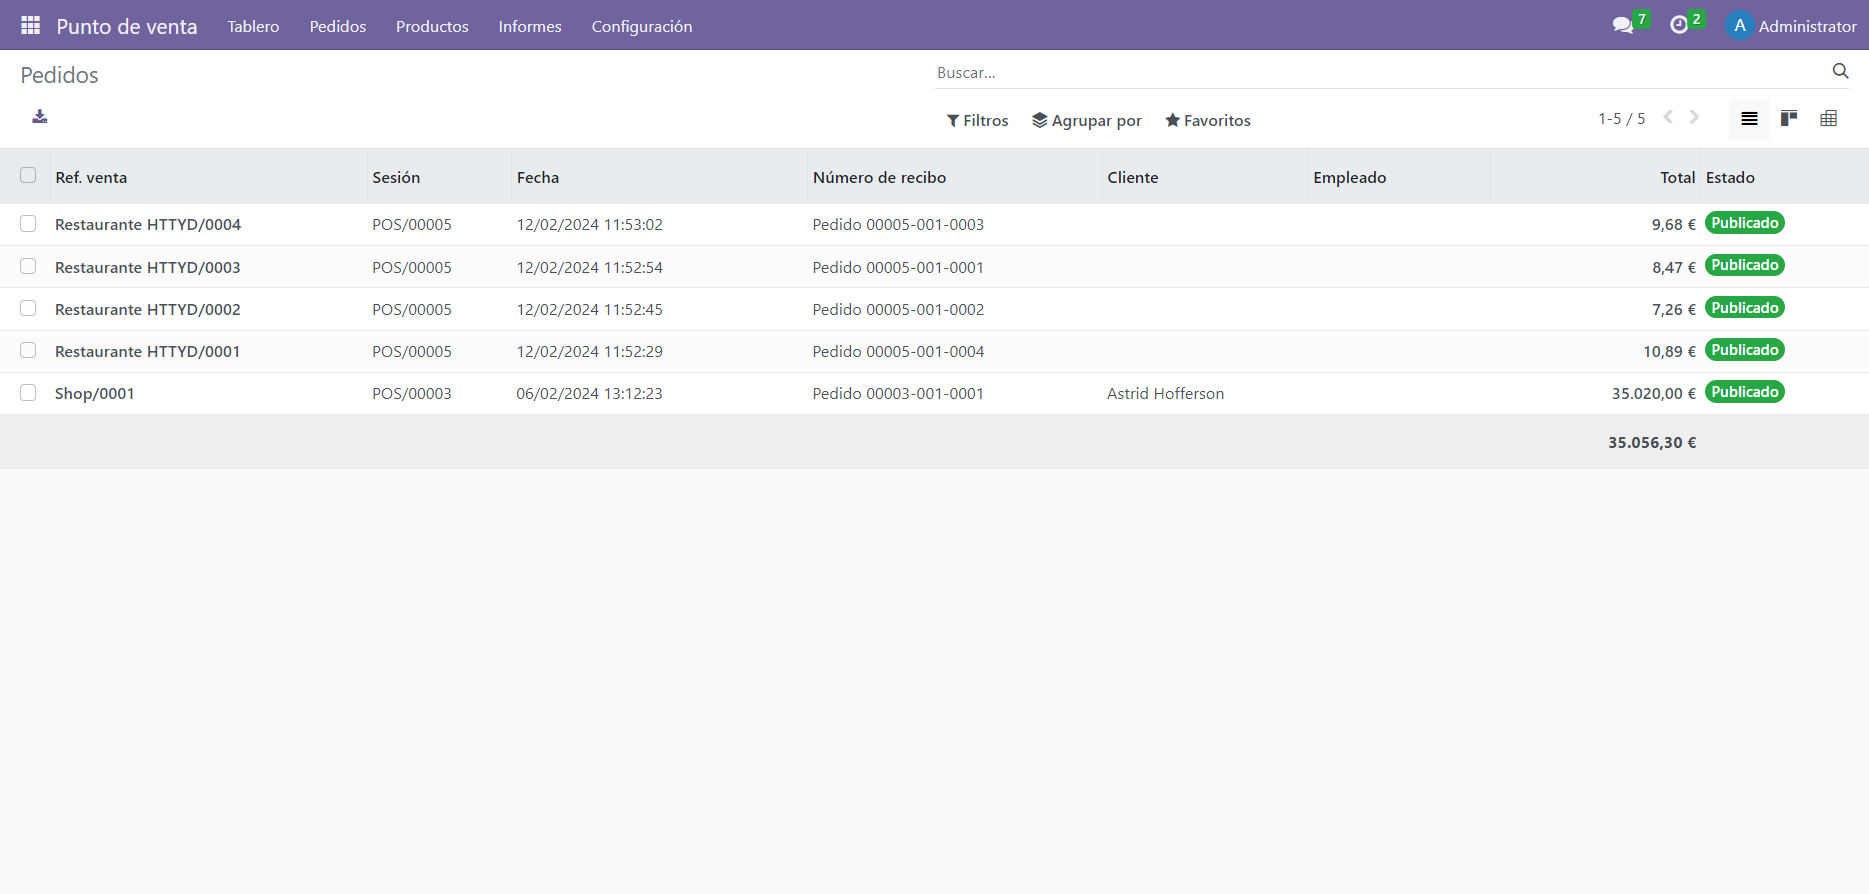 Punto de venta Tablero Pedidos Productos Informes Configuración 7 2 A Administrator
Pedidos
Buscar...
Filtros Agrupar por Favoritos 1-5 / 5
Ref. venta Sesión Fecha Número de recibo Cliente Empleado Total Estado
Restaurante HTTYD/0004 POS/00005 12/02/2024 11:53:02 Pedido 00005-001-0003 9,68 € Publicado
Restaurante HTTYD/0003 POS/00005 12/02/2024 11:52:54 Pedido 00005-001-0001 8,47 € Publicado
Restaurante HTTYD/0002 POS/00005 12/02/2024 11:52:45 Pedido 00005-001-0002 7,26 € Publicado
Restaurante HTTYD/0001 POS/00005 12/02/2024 11:52:29 Pedido 00005-001-0004 10,89 € Publicado
Shop/0001 POS/00003 06/02/2024 13:12:23 Pedido 00003-001-0001 Astrid Hofferson 35.020,00 € Publicado
35.056,30 €